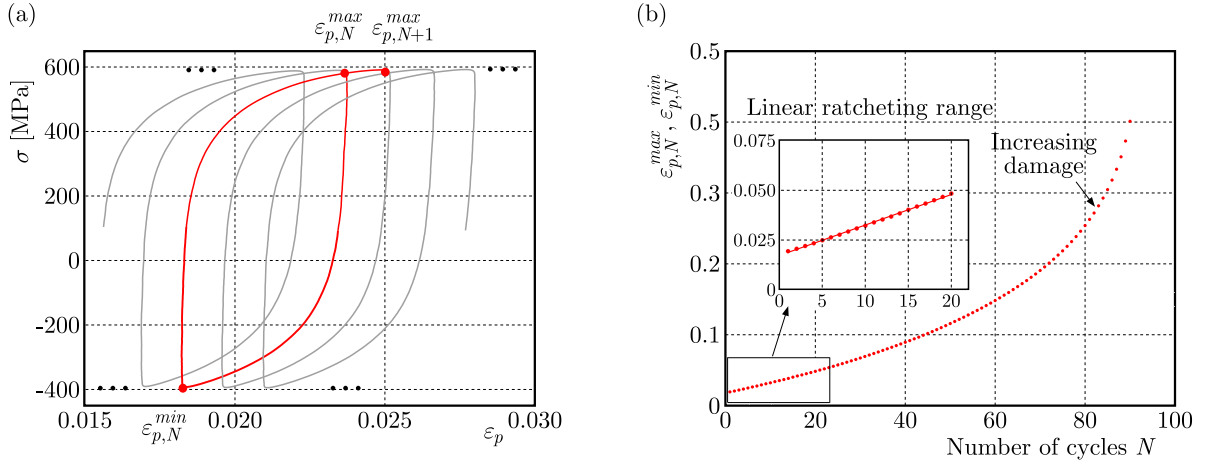 (a)
ε_{p,N}^{max} ε_{p,N+1}^{max}
600
400
200
0
-200
-400
σ [MPa]
0.015 0.020 0.025 0.030
ε_{p,N}^{min}
ε_p
(b)
0.5
0.5
0.3
0.2
0.1
0
ε_{p,N}^{max}, ε_{p,N}^{min}
Linear ratcheting range
0.075
0.050
0.025
0
0 5 10 15 20
Increasing
damage
0 20 40 60 80 100
Number of cycles N